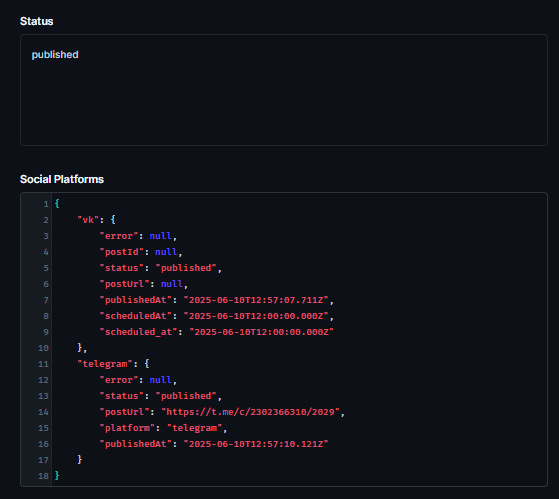 Status
published
Social Platforms
1 {
2 "vk": {
3 "error": null,
4 "postId": null,
5 "status": "published",
6 "postUrl": null,
7 "publishedAt": "2025-06-10T12:57:07.711Z",
8 "scheduledAt": "2025-06-10T12:00:00.000Z",
9 "scheduled_at": "2025-06-10T12:00:00.000Z"
10 },
11 "telegram": {
12 "error": null,
13 "status": "published",
14 "postUrl": "https://t.me/c/2302366310/2029",
15 "platform": "telegram",
16 "publishedAt": "2025-06-10T12:57:10.121Z"
17 }
18 }